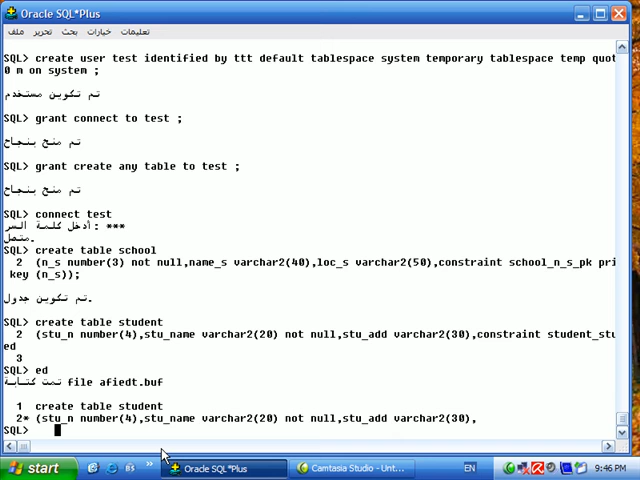 Oracle SQL*Plus
ملف تحرير بحث خيارات تعليمات
SQL> create user test identified by ttt default tablespace system temporary tablespace temp quot
0 m on system ;
تم تكوين مستخدم
SQL> grant connect to test ;
تم منح بنجاح
SQL> grant create any table to test ;
تم منح بنجاح
SQL> connect test
أدخل كلمة السر: ***
متصل.
SQL> create table school
2 (n_s number(3) not null,name_s varchar2(40),loc_s varchar2(50),constraint school_n_s_pk pri
key (n_s));
تم تكوين جدول.
SQL> create table student
2 (stu_n number(4),stu_name varchar2(20) not null,stu_add varchar2(30),constraint student_stu
ed
3
SQL> ed
تمت كتابة file afiedt.buf
1 create table student
2* (stu_n number(4),stu_name varchar2(20) not null,stu_add varchar2(30),
SQL>
start
Oracle SQL*Plus
Camtasia Studio - Unt...
EN
9:46 PM